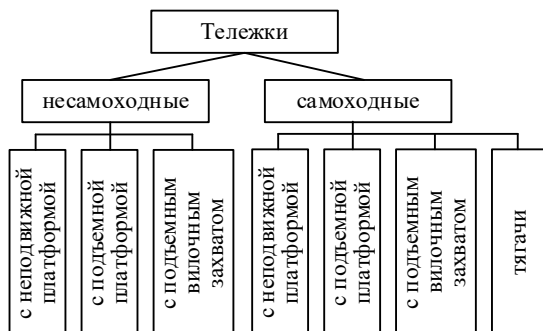 Тележки
несамоходные
самоходные
с неподвижной
платформой
с подъемной
платформой
с подъемным
вилочным
захватом
с неподвижной
платформой
с подъемной
платформой
с подъемным
вилочным
захватом
тягачи